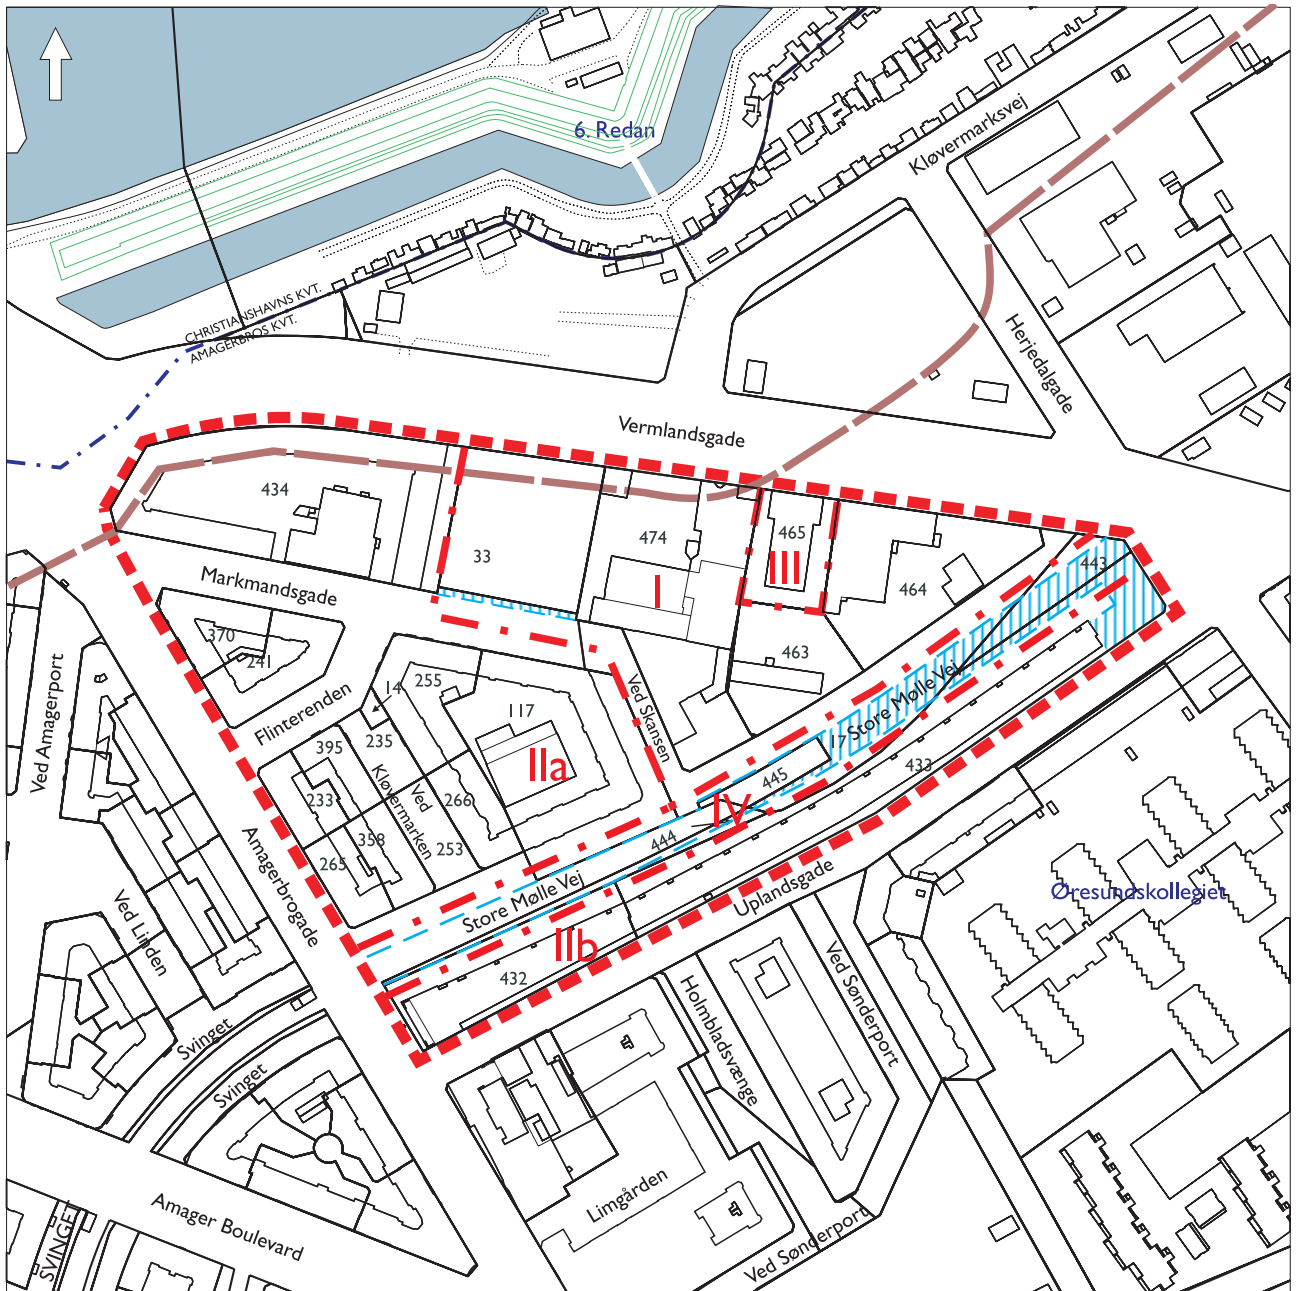 6. Redan
Kløvermarksvej
CHRISTIANSHAVNS KVT.
AMAGERBROS KVT.
Herjedalgade
Vermlandsgade
434
33
474
465
III
464
443
I
Markmandsgade
370
241
463
Ved Amagerport
Flinterenden
14
255
117
Ved Skansen
Store Mølle Vej
17
395
235
IIa
445
433
233
Kløvermarken
Ved
266
IV
358
253
444
265
Amagerbrogade
Store Mølle Vej
Uplandsgade
Øresundskollegiet
Ved Linden
IIb
432
Ved Sønderport
Holmbladsvænge
Svinget
Svinget
Limgården
Amager Boulevard
SVINGET
Ved Sønderport